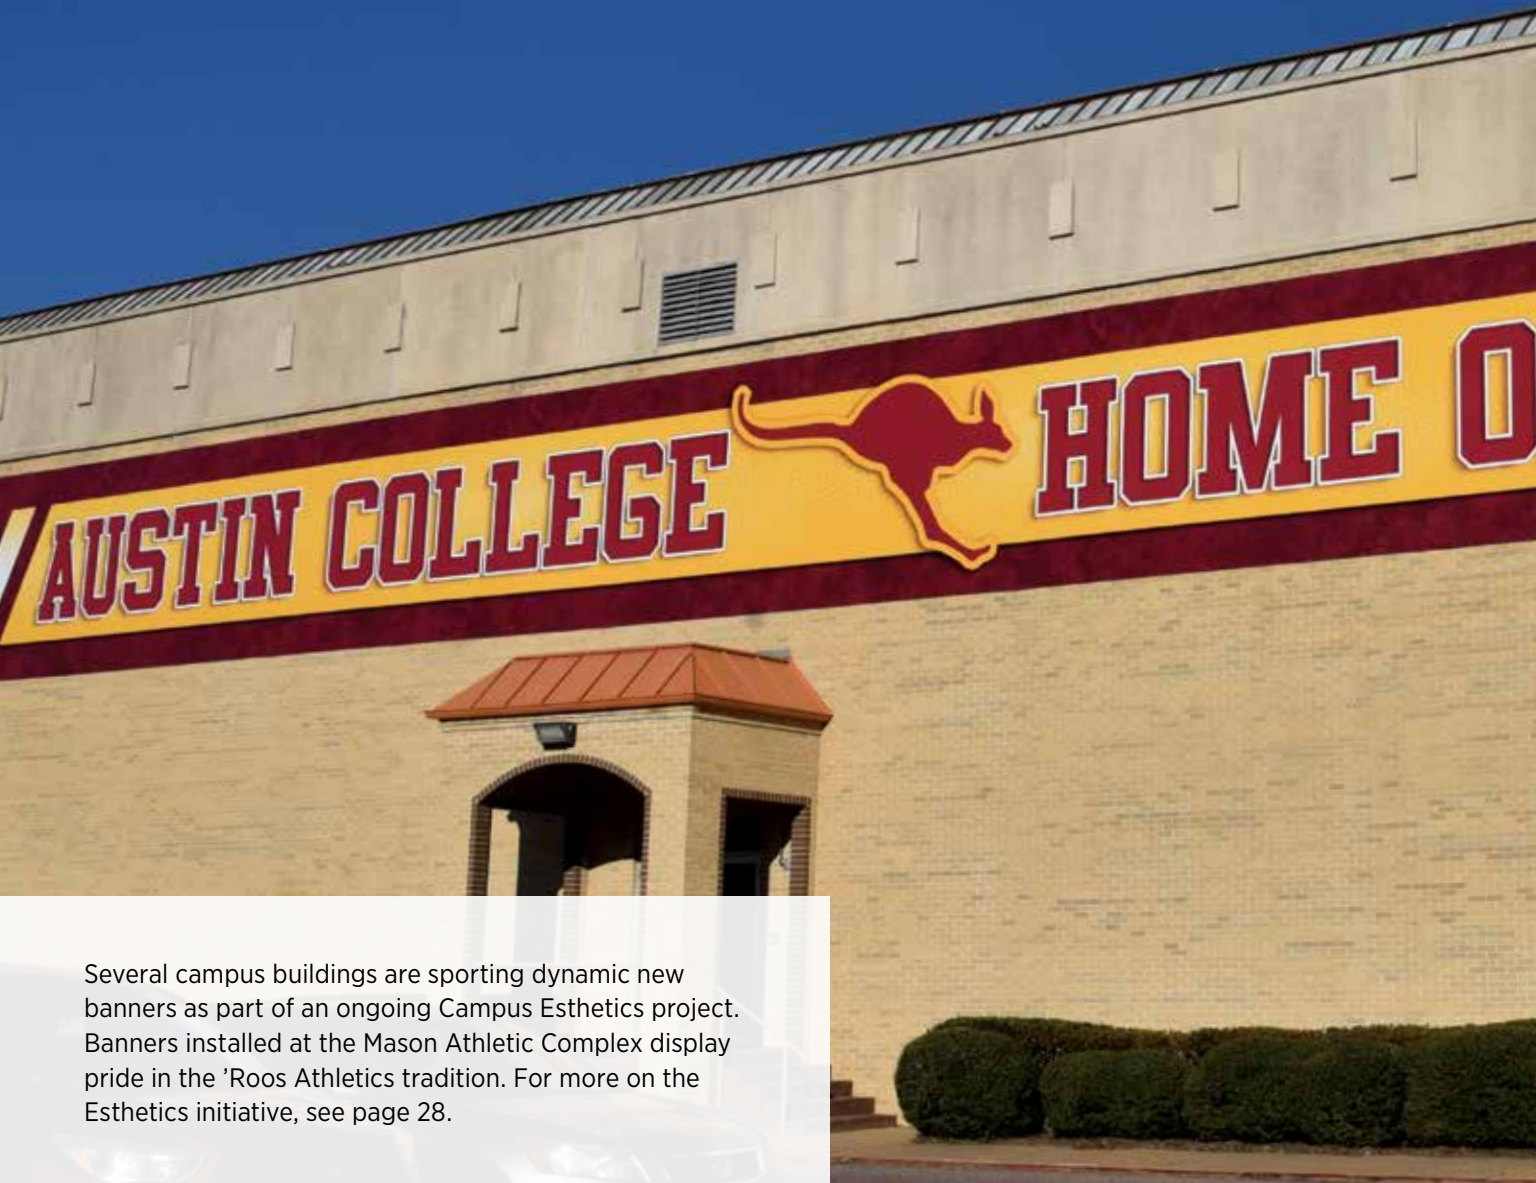 AUSTIN COLLEGE HOME O
Several campus buildings are sporting dynamic new
banners as part of an ongoing Campus Esthetics project.
Banners installed at the Mason Athletic Complex display
pride in the ’Roos Athletics tradition. For more on the
Esthetics initiative, see page 28.